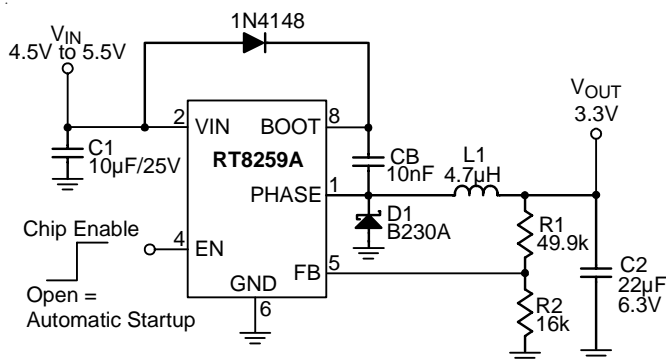 1N4148
VIN
4.5V to 5.5V
VOUT
3.3V
2
VIN
BOOT
8
C1
10µF/25V
RT8259A
CB
10nF
L1
4.7µH
PHASE
1
D1
B230A
R1
49.9k
Chip Enable
4
EN
FB
5
C2
22µF
6.3V
Open =
Automatic Startup
GND
6
R2
16k